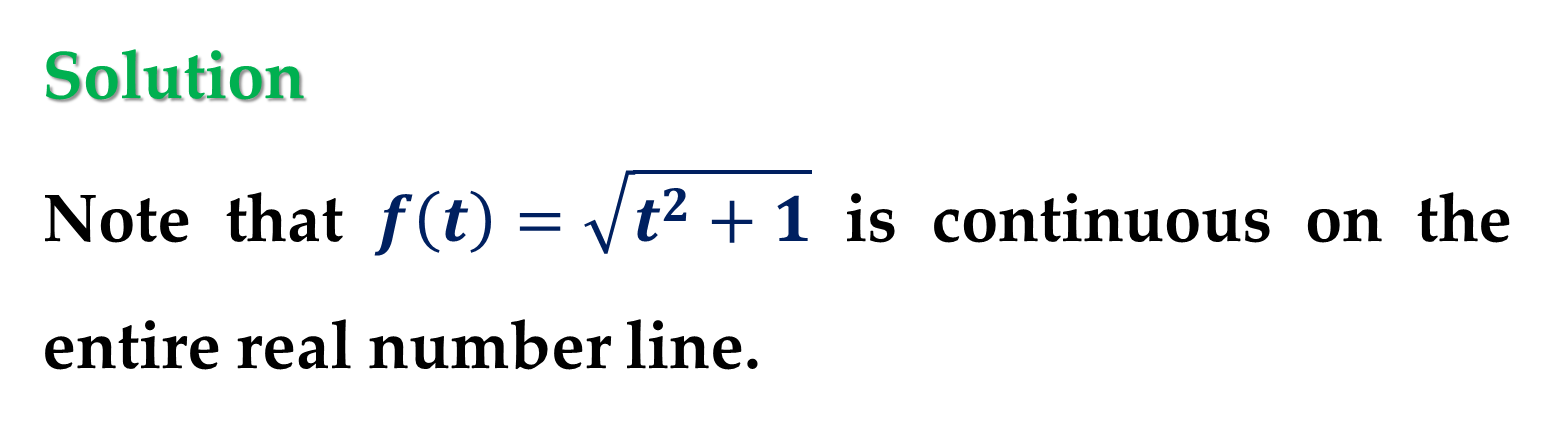 Solution
Note that f(t) = √(t² + 1) is continuous on the
entire real number line.